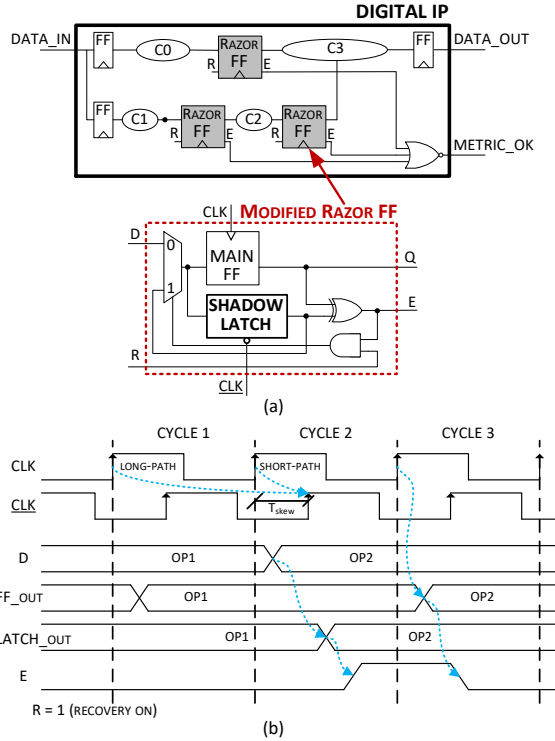 DIGITAL IP
DATA_IN FF C0 RAZOR FF C3 FF DATA_OUT
R E
FF C1 RAZOR FF C2 RAZOR FF
R E R E
METRIC_OK
CLK MODIFIED RAZOR FF
D 0 MAIN FF Q
1 SHADOW LATCH E
R
CLK
(a)
CYCLE 1 CYCLE 2 CYCLE 3
CLK LONG-PATH SHORT-PATH
CLK Tskew
D OP1 OP2
FF_OUT OP1 OP2
LATCH_OUT OP1 OP2
E
R = 1 (RECOVERY ON)
(b)